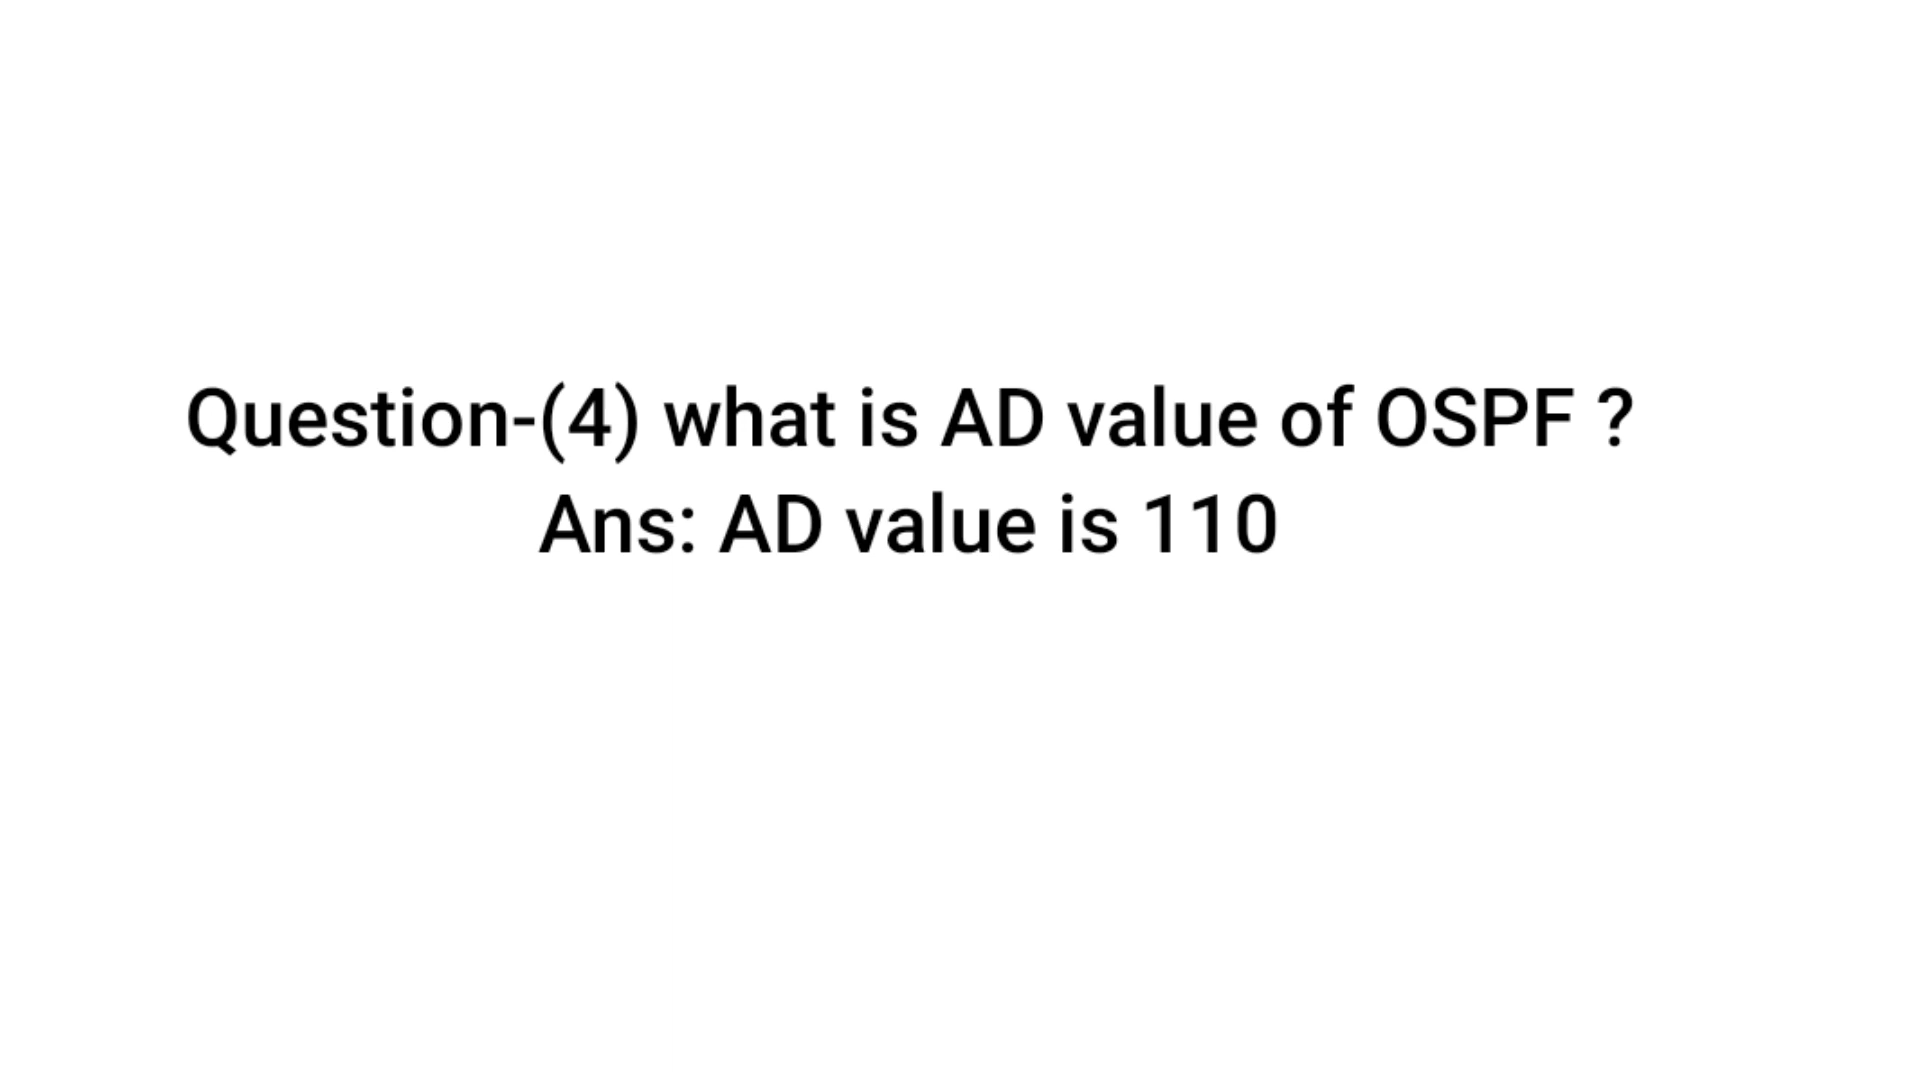 Question-(4) what is AD value of OSPF ?
Ans: AD value is 110